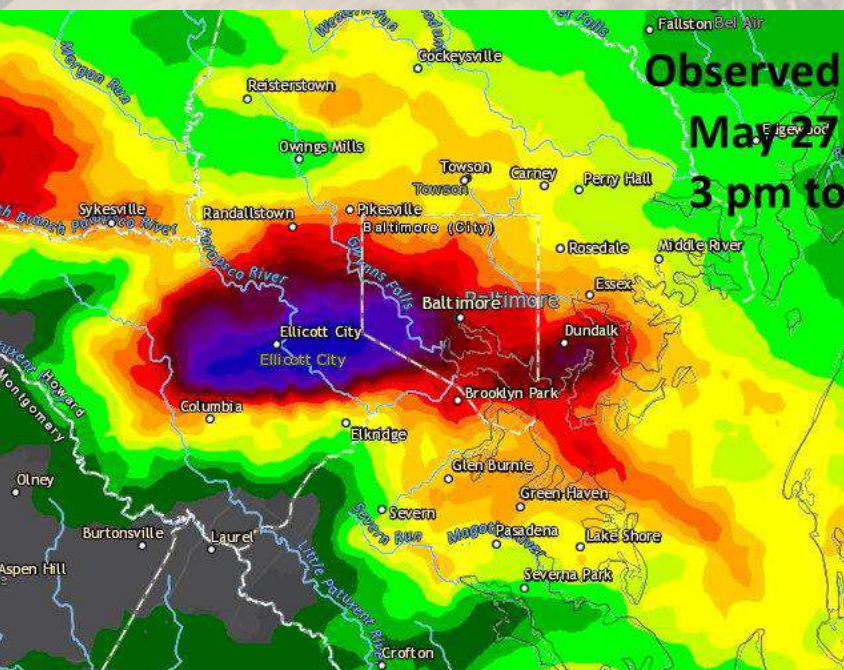 Fallston
Bel Air
Cockeysville
Observed
Morgan Run
Reisterstown
May 27,
Edgewood
Owings Mills
Towson
Carney
Towson
Perry Hall
3 pm to
Sykesville
Randallstown
Pikesville
Baltimore (City)
Patapsco River
Gwynns Falls
Rosedale
Middle River
Essex
Baltimore
Baltimore
Dundalk
Ellicott City
Ellicott City
Howard
Montgomery
Columbia
Brooklyn Park
Elkridge
Glen Burnie
Olney
Green Haven
Severn
Severn Run
Burtonsville
Laurel
Pasadena
Lake Shore
Aspen Hill
Little Patuxent
Severna Park
Crofton